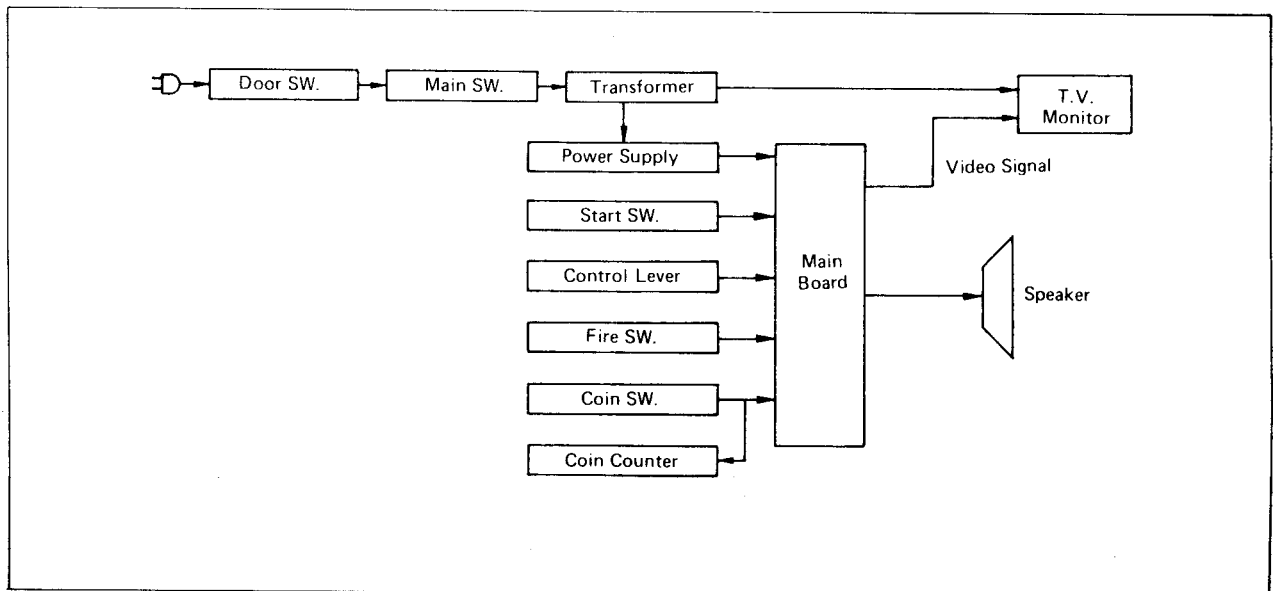 Door SW.
Main SW.
Transformer
T.V.
Monitor
Power Supply
Video Signal
Start SW.
Main
Board
Control Lever
Speaker
Fire SW.
Coin SW.
Coin Counter